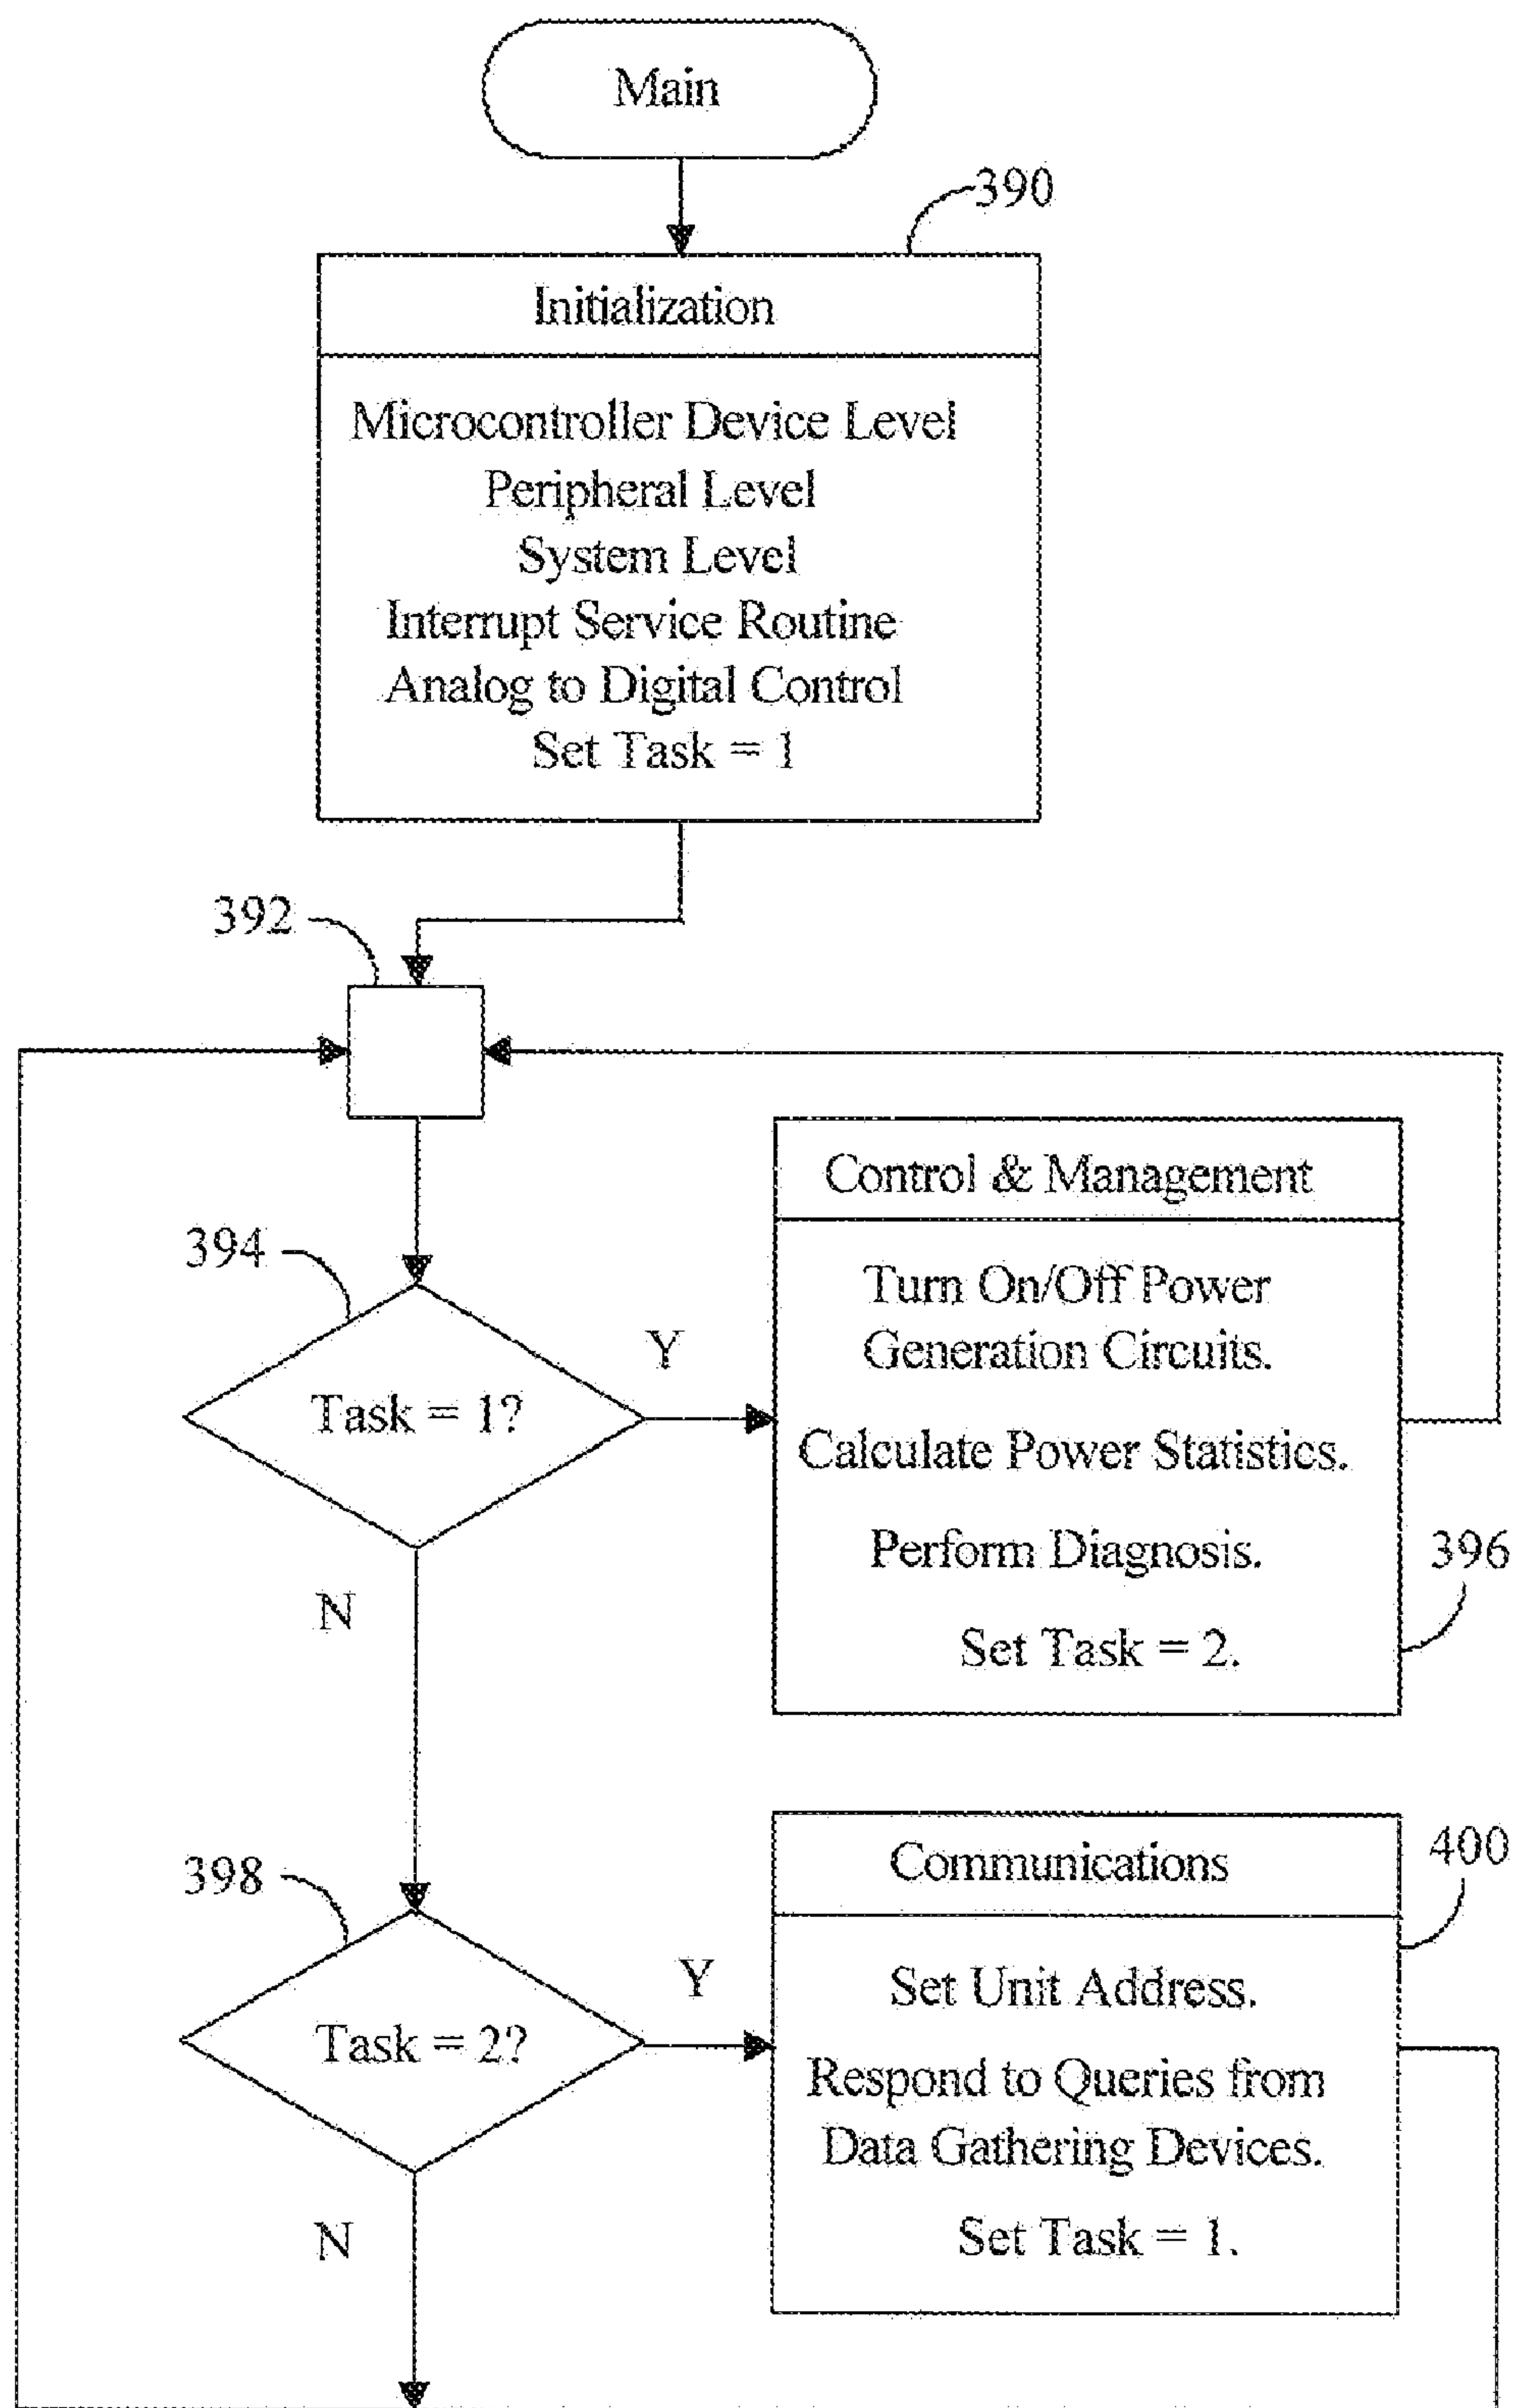 Main
390
Initialization
Microcontroller Device Level
Peripheral Level
System Level
Interrupt Service Routine
Analog to Digital Control
Set Task = 1
392
Control & Management
394
Turn On/Off Power
Generation Circuits.
Y
Task = 1?
Calculate Power Statistics.
Perform Diagnosis.
396
N
Set Task = 2.
Communications
400
398
Y
Set Unit Address.
Task = 2?
Respond to Queries from
Data Gathering Devices.
N
Set Task = 1.